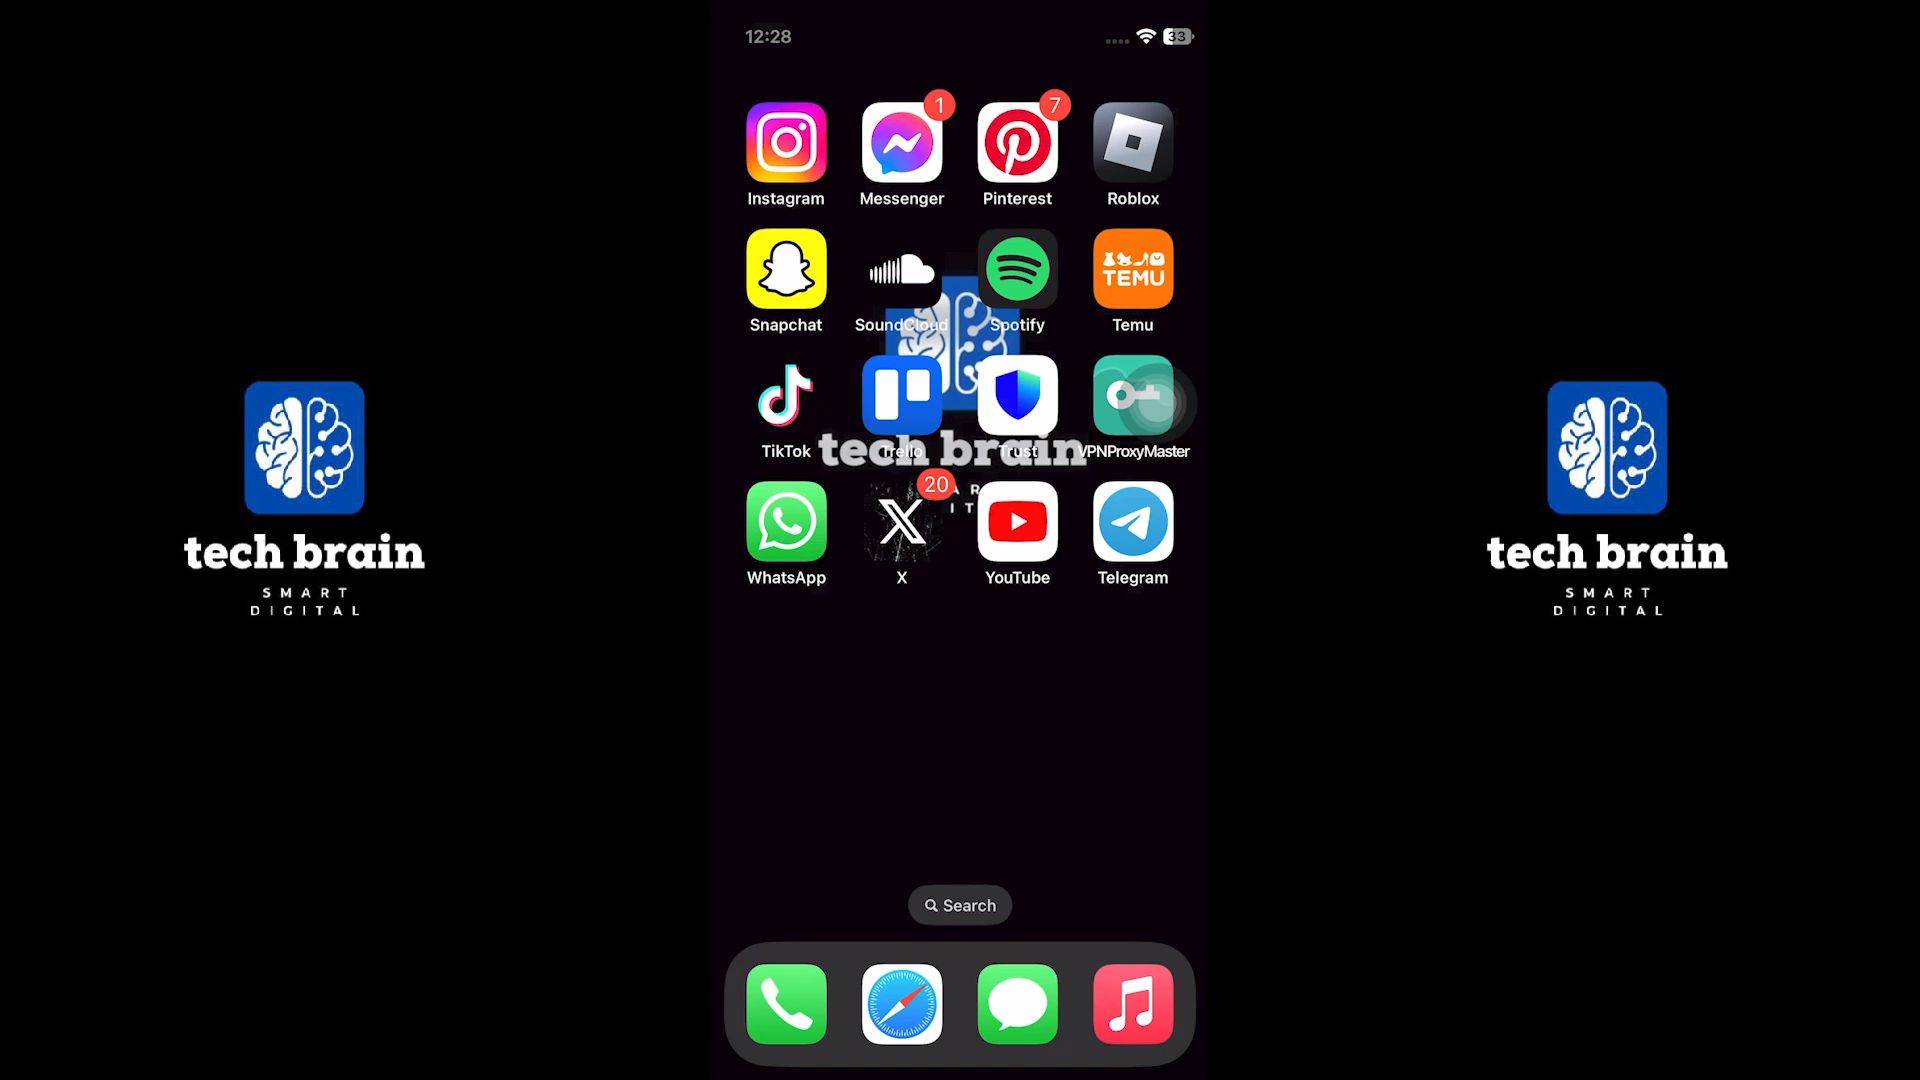 12:28
33
1
7
Instagram
Messenger
Pinterest
Roblox
TEMU
Snapchat
SoundCloud
Spotify
Temu
TikTok
Trello
Trust
VPNProxyMaster
tech brain
20
X
WhatsApp
X
YouTube
Telegram
Search
tech brain
SMART
DIGITAL
tech brain
SMART
DIGITAL